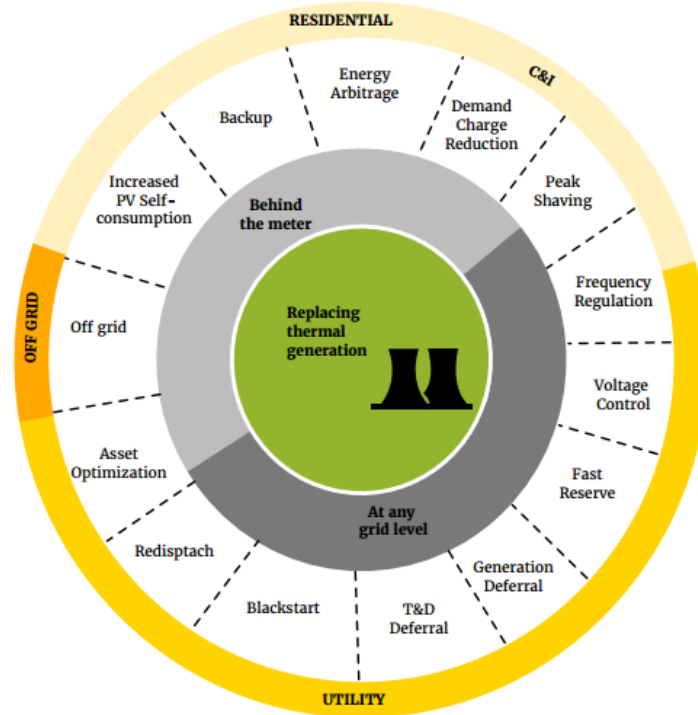 RESIDENTIAL
C&I
Energy
Arbitrage
Demand
Charge
Reduction
Peak
Shaving
Frequency
Regulation
Voltage
Control
Fast
Reserve
Generation
Deferral
T&D
Deferral
Blackstart
Redisptach
Asset
Optimization
Off grid
Increased
PV Self-
consumption
Backup
OFF GRID
UTILITY
Behind
the meter
At any
grid level
Replacing
thermal
generation